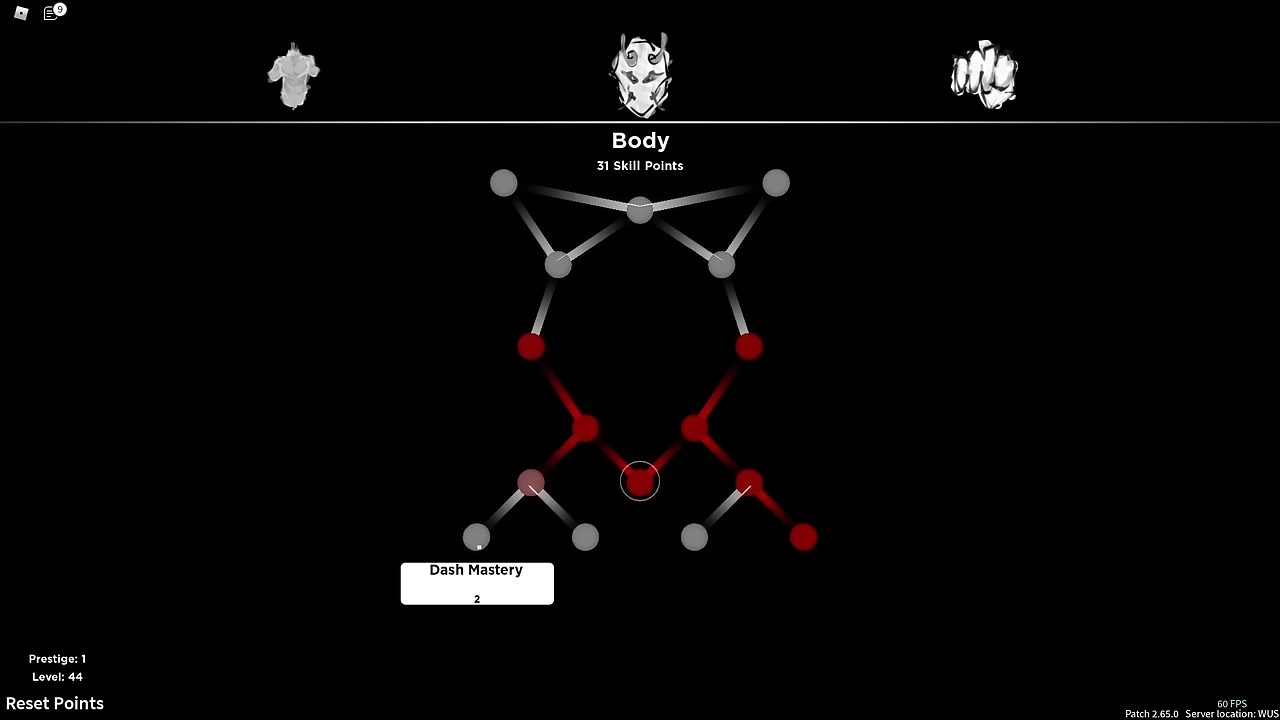 9
Body
31 Skill Points
Dash Mastery
2
Prestige: 1
Level: 44
Reset Points
60 FPS
Patch 2.65.0 Server location: WUS